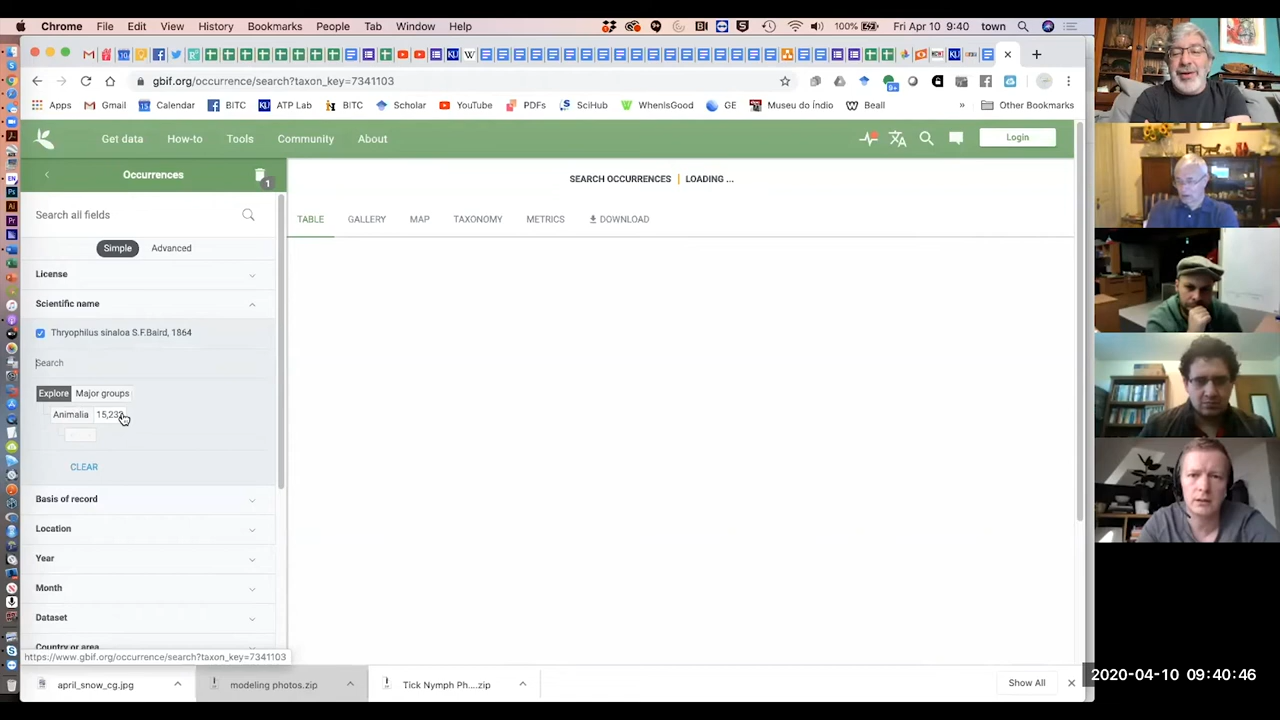 Chrome File Edit View History Bookmarks People Tab Window Help 100% Fri Apr 10 9:40 town
gbif.org/occurrence/search?taxon_key=7341103
Apps Gmail Calendar BITC ATP Lab BITC Scholar YouTube PDFs SciHub WhenIsGood GE Museu do Índio Beall » Other Bookmarks
Get data How-to Tools Community About Login
Occurrences 1
SEARCH OCCURRENCES | LOADING ...
Search all fields
TABLE GALLERY MAP TAXONOMY METRICS DOWNLOAD
Simple Advanced
License
Scientific name
Thryophilus sinaloa S.F.Baird, 1864
Search
Explore Major groups
Animalia
CLEAR
Basis of record
Location
Year
Month
Dataset
Country or area
https://www.gbif.org/occurrence/search?taxon_key=7341103
april_snow_cg.jpg modeling photos.zip Tick Nymph Ph....zip Show All
2020-04-10 09:40:46